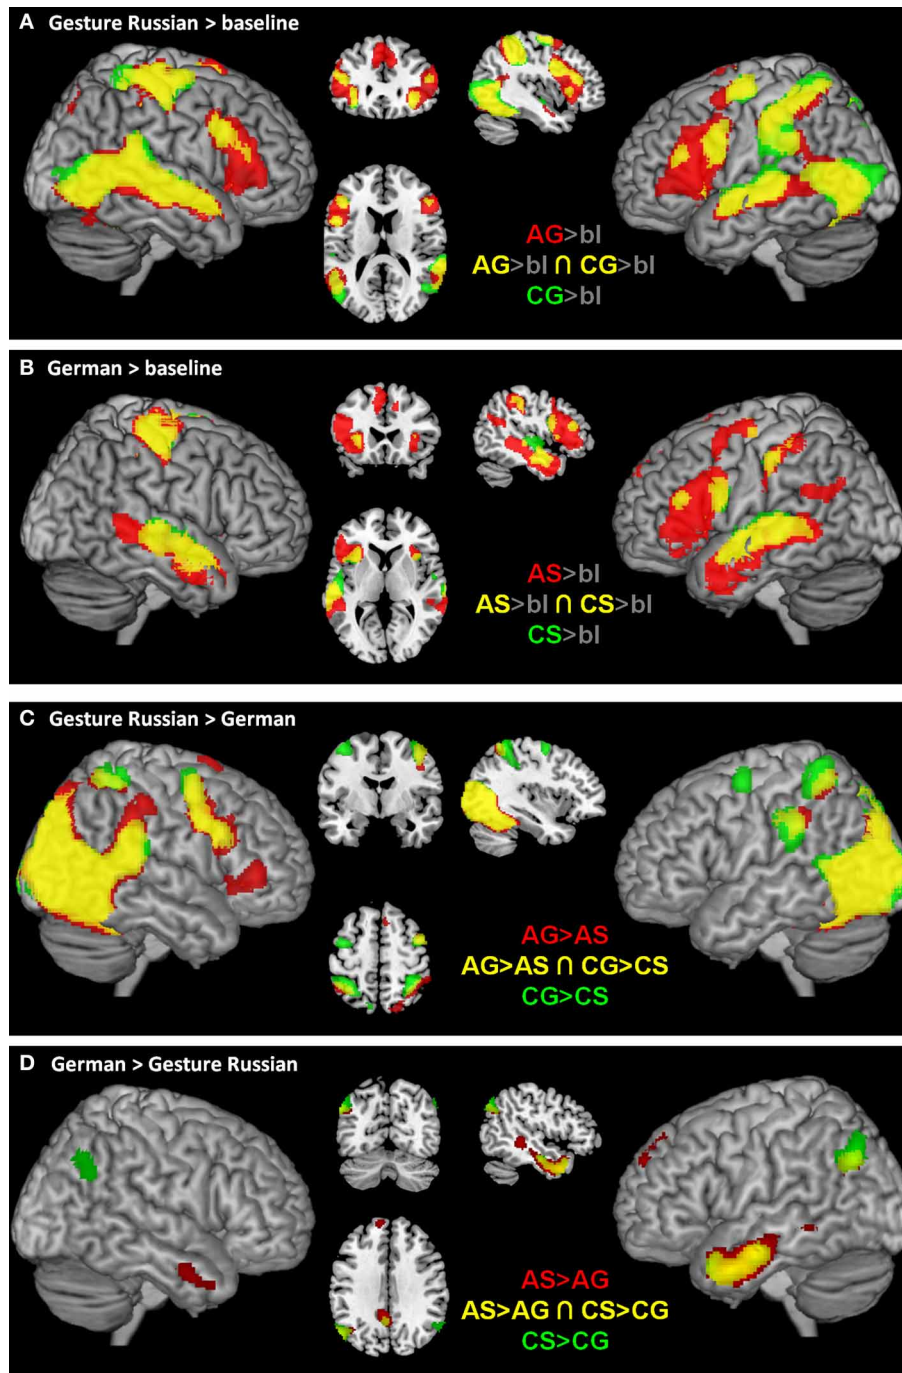 A Gesture Russian > baseline
AG>bl
AG>bl ∩ CG>bl
CG>bl
B German > baseline
AS>bl
AS>bl ∩ CS>bl
CS>bl
C Gesture Russian > German
AG>AS
AG>AS ∩ CG>CS
CG>CS
D German > Gesture Russian
AS>AG
AS>AG ∩ CS>CG
CS>CG